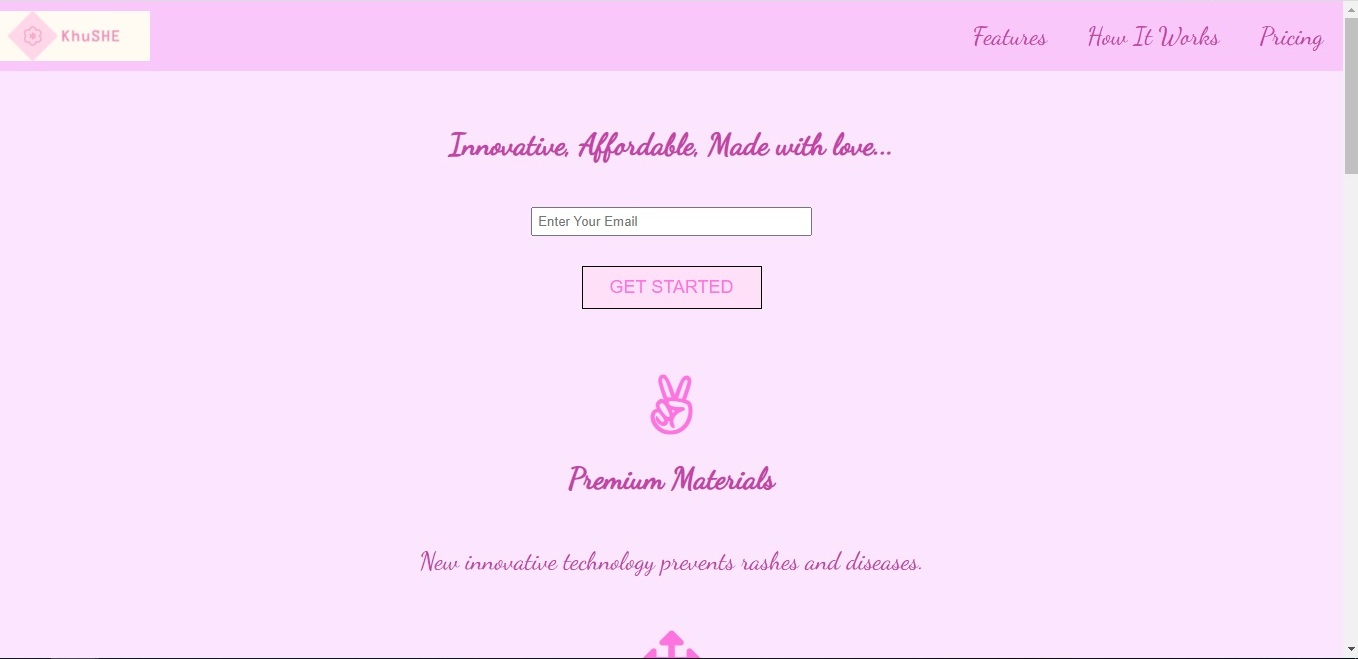 KhuSHE
Features How It Works Pricing
Innovative, Affordable, Made with love...
Enter Your Email
GET STARTED
Premium Materials
New innovative technology prevents rashes and diseases.